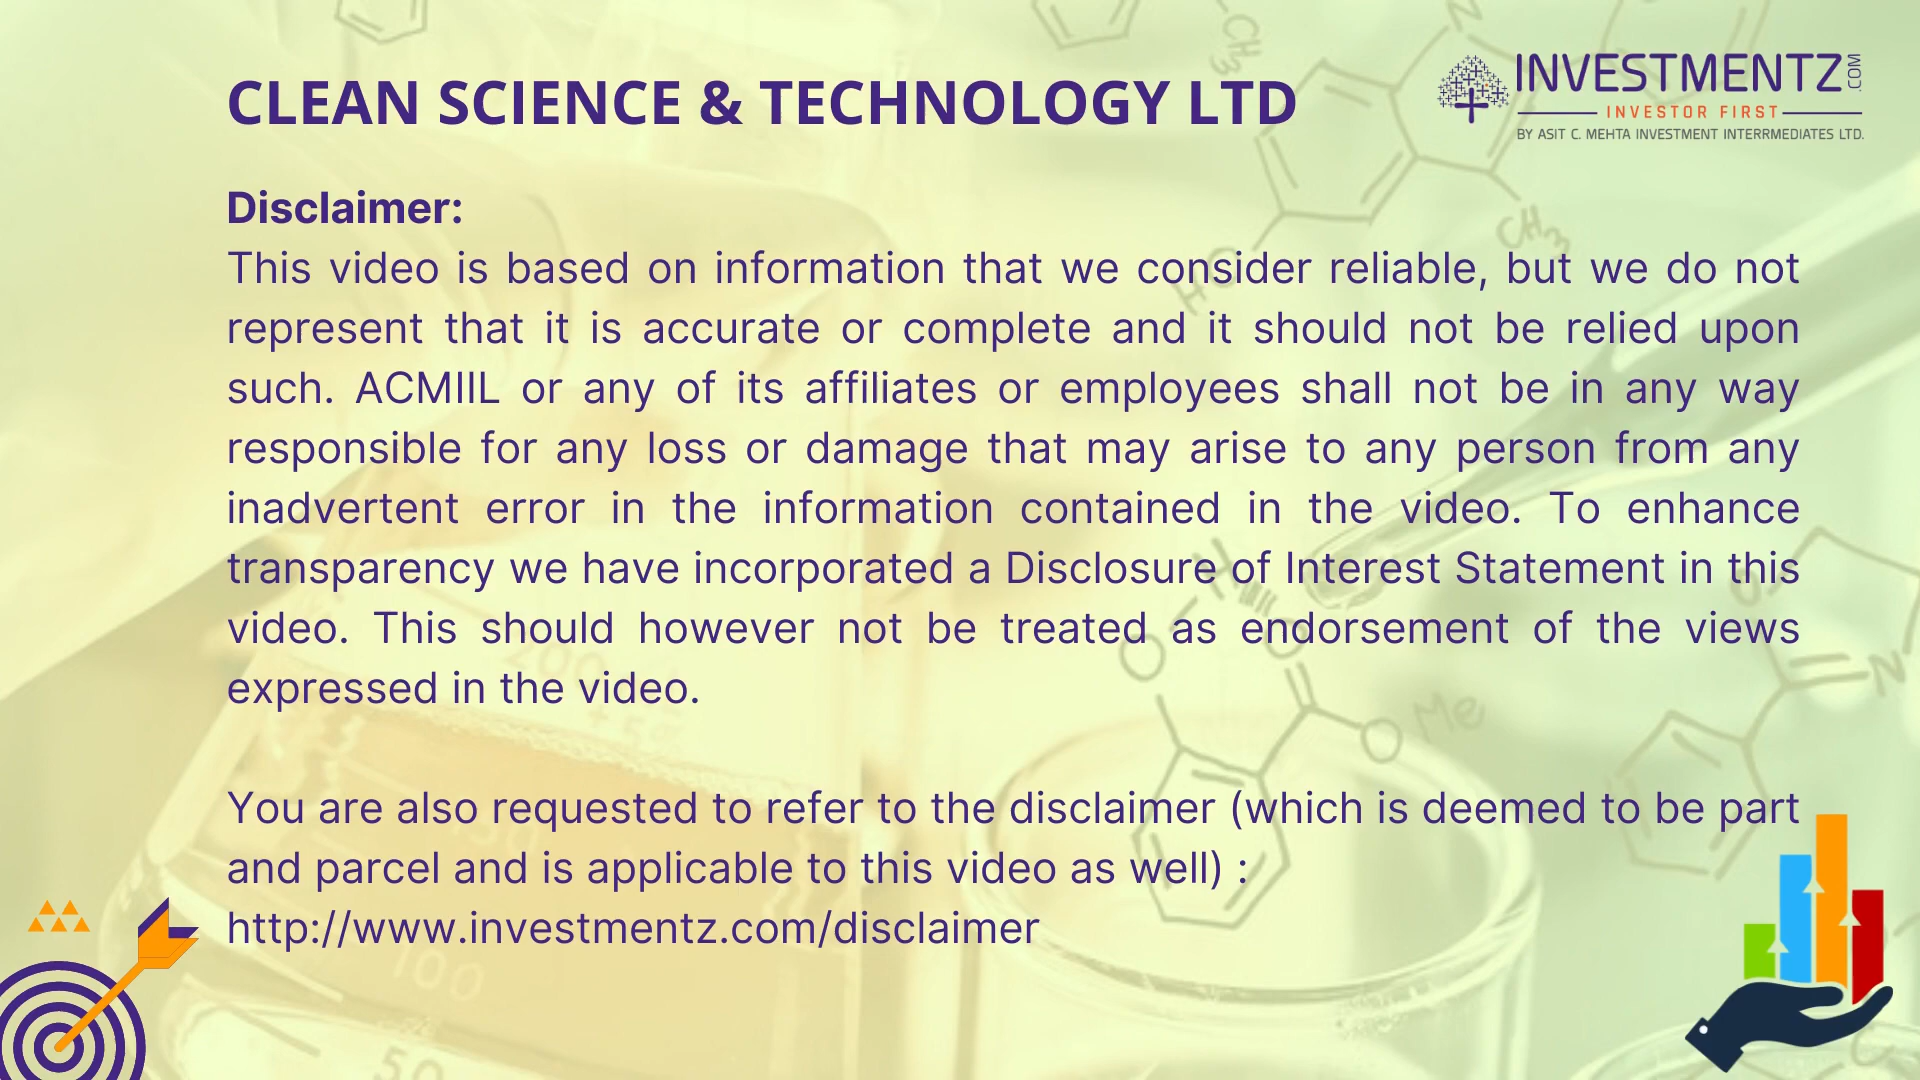 CLEAN SCIENCE & TECHNOLOGY LTD
INVESTMENTZ.COM
INVESTOR FIRST
BY ASIT C. MEHTA INVESTMENT INTERRMEDIATES LTD.
Disclaimer:
This video is based on information that we consider reliable, but we do not
represent that it is accurate or complete and it should not be relied upon
such. ACMIIL or any of its affiliates or employees shall not be in any way
responsible for any loss or damage that may arise to any person from any
inadvertent error in the information contained in the video. To enhance
transparency we have incorporated a Disclosure of Interest Statement in this
video. This should however not be treated as endorsement of the views
expressed in the video.
You are also requested to refer to the disclaimer (which is deemed to be part
and parcel and is applicable to this video as well) :
http://www.investmentz.com/disclaimer
CH3
N
CH3
HO
O
O
Me
N
200
100
50